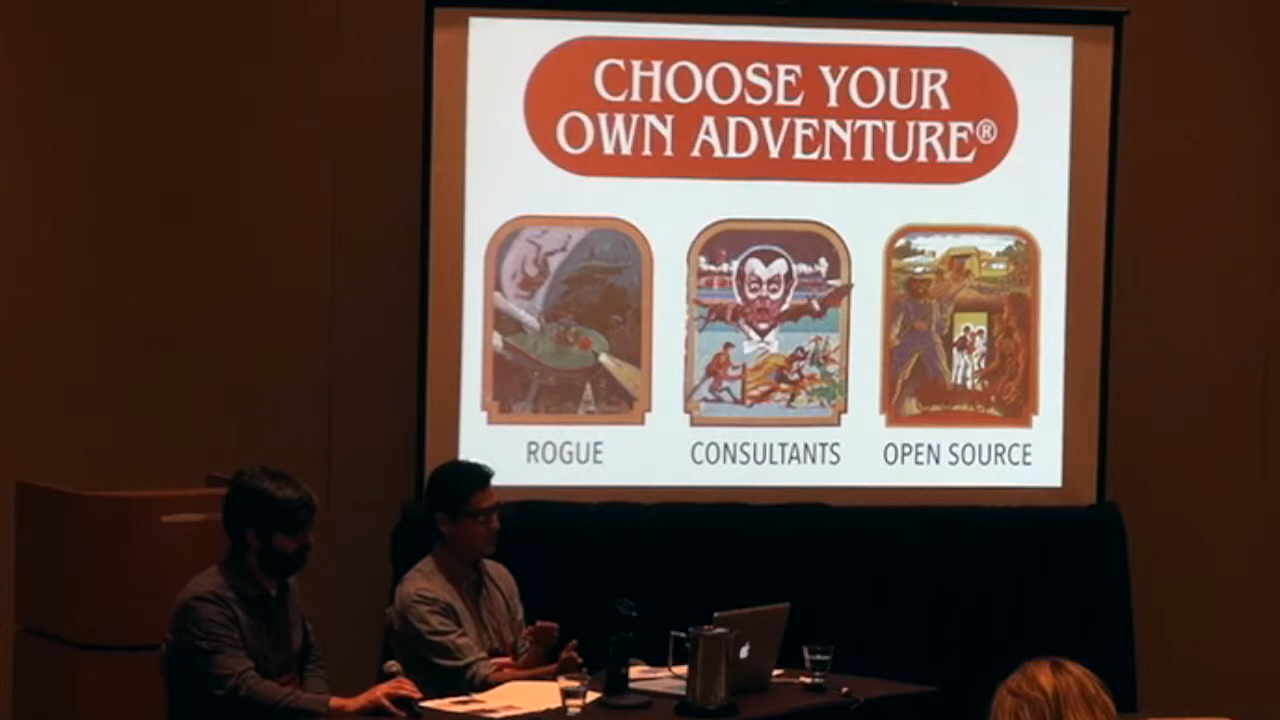 CHOOSE YOUR
OWN ADVENTURE®
ROGUE
CONSULTANTS
OPEN SOURCE